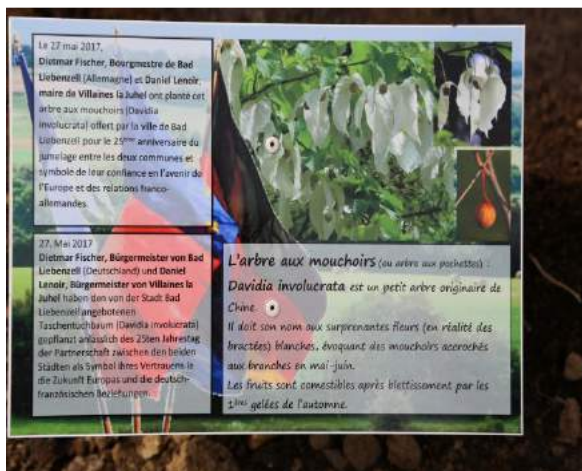 Le 27 mai 2017,
Dietmar Fischer, Bourgmestre de Bad
Liebenzell (Allemagne) et Daniel Lenoir,
maire de Villaines la Juhel ont planté cet
arbre aux mouchoirs (Davidia
involucrata) offert par la ville de Bad
Liebenzell pour le 25ème anniversaire du
jumelage entre les deux communes et
symbole de leur confiance en l'avenir de
l'Europe et des relations franco-
allemandes.
27. Mai 2017
Dietmar Fischer, Bürgermeister von Bad
Liebenzell (Deutschland) und Daniel
Lenoir, Bürgermeister von Villaines la
Juhel haben den von der Stadt Bad
Liebenzell angebotenen
Taschentuchbaum (Davidia involucrata)
gepflanzt anlässlich des 25ten Jahrestag
der Partnerschaft zwischen den beiden
Städten als Symbol ihres Vertrauens in
die Zukunft Europas und die deutsch-
französischen Beziehungen.
L'arbre aux mouchoirs (ou arbre aux pochettes) :
Davidia involucrata est un petit arbre originaire de
Chine.
Il doit son nom aux surprenantes fleurs (en réalité des
bractées) blanches, évoquant des mouchoirs accrochés
aux branches en mai-juin.
Les fruits sont comestibles après blettissement par les
1ères gelées de l'automne.